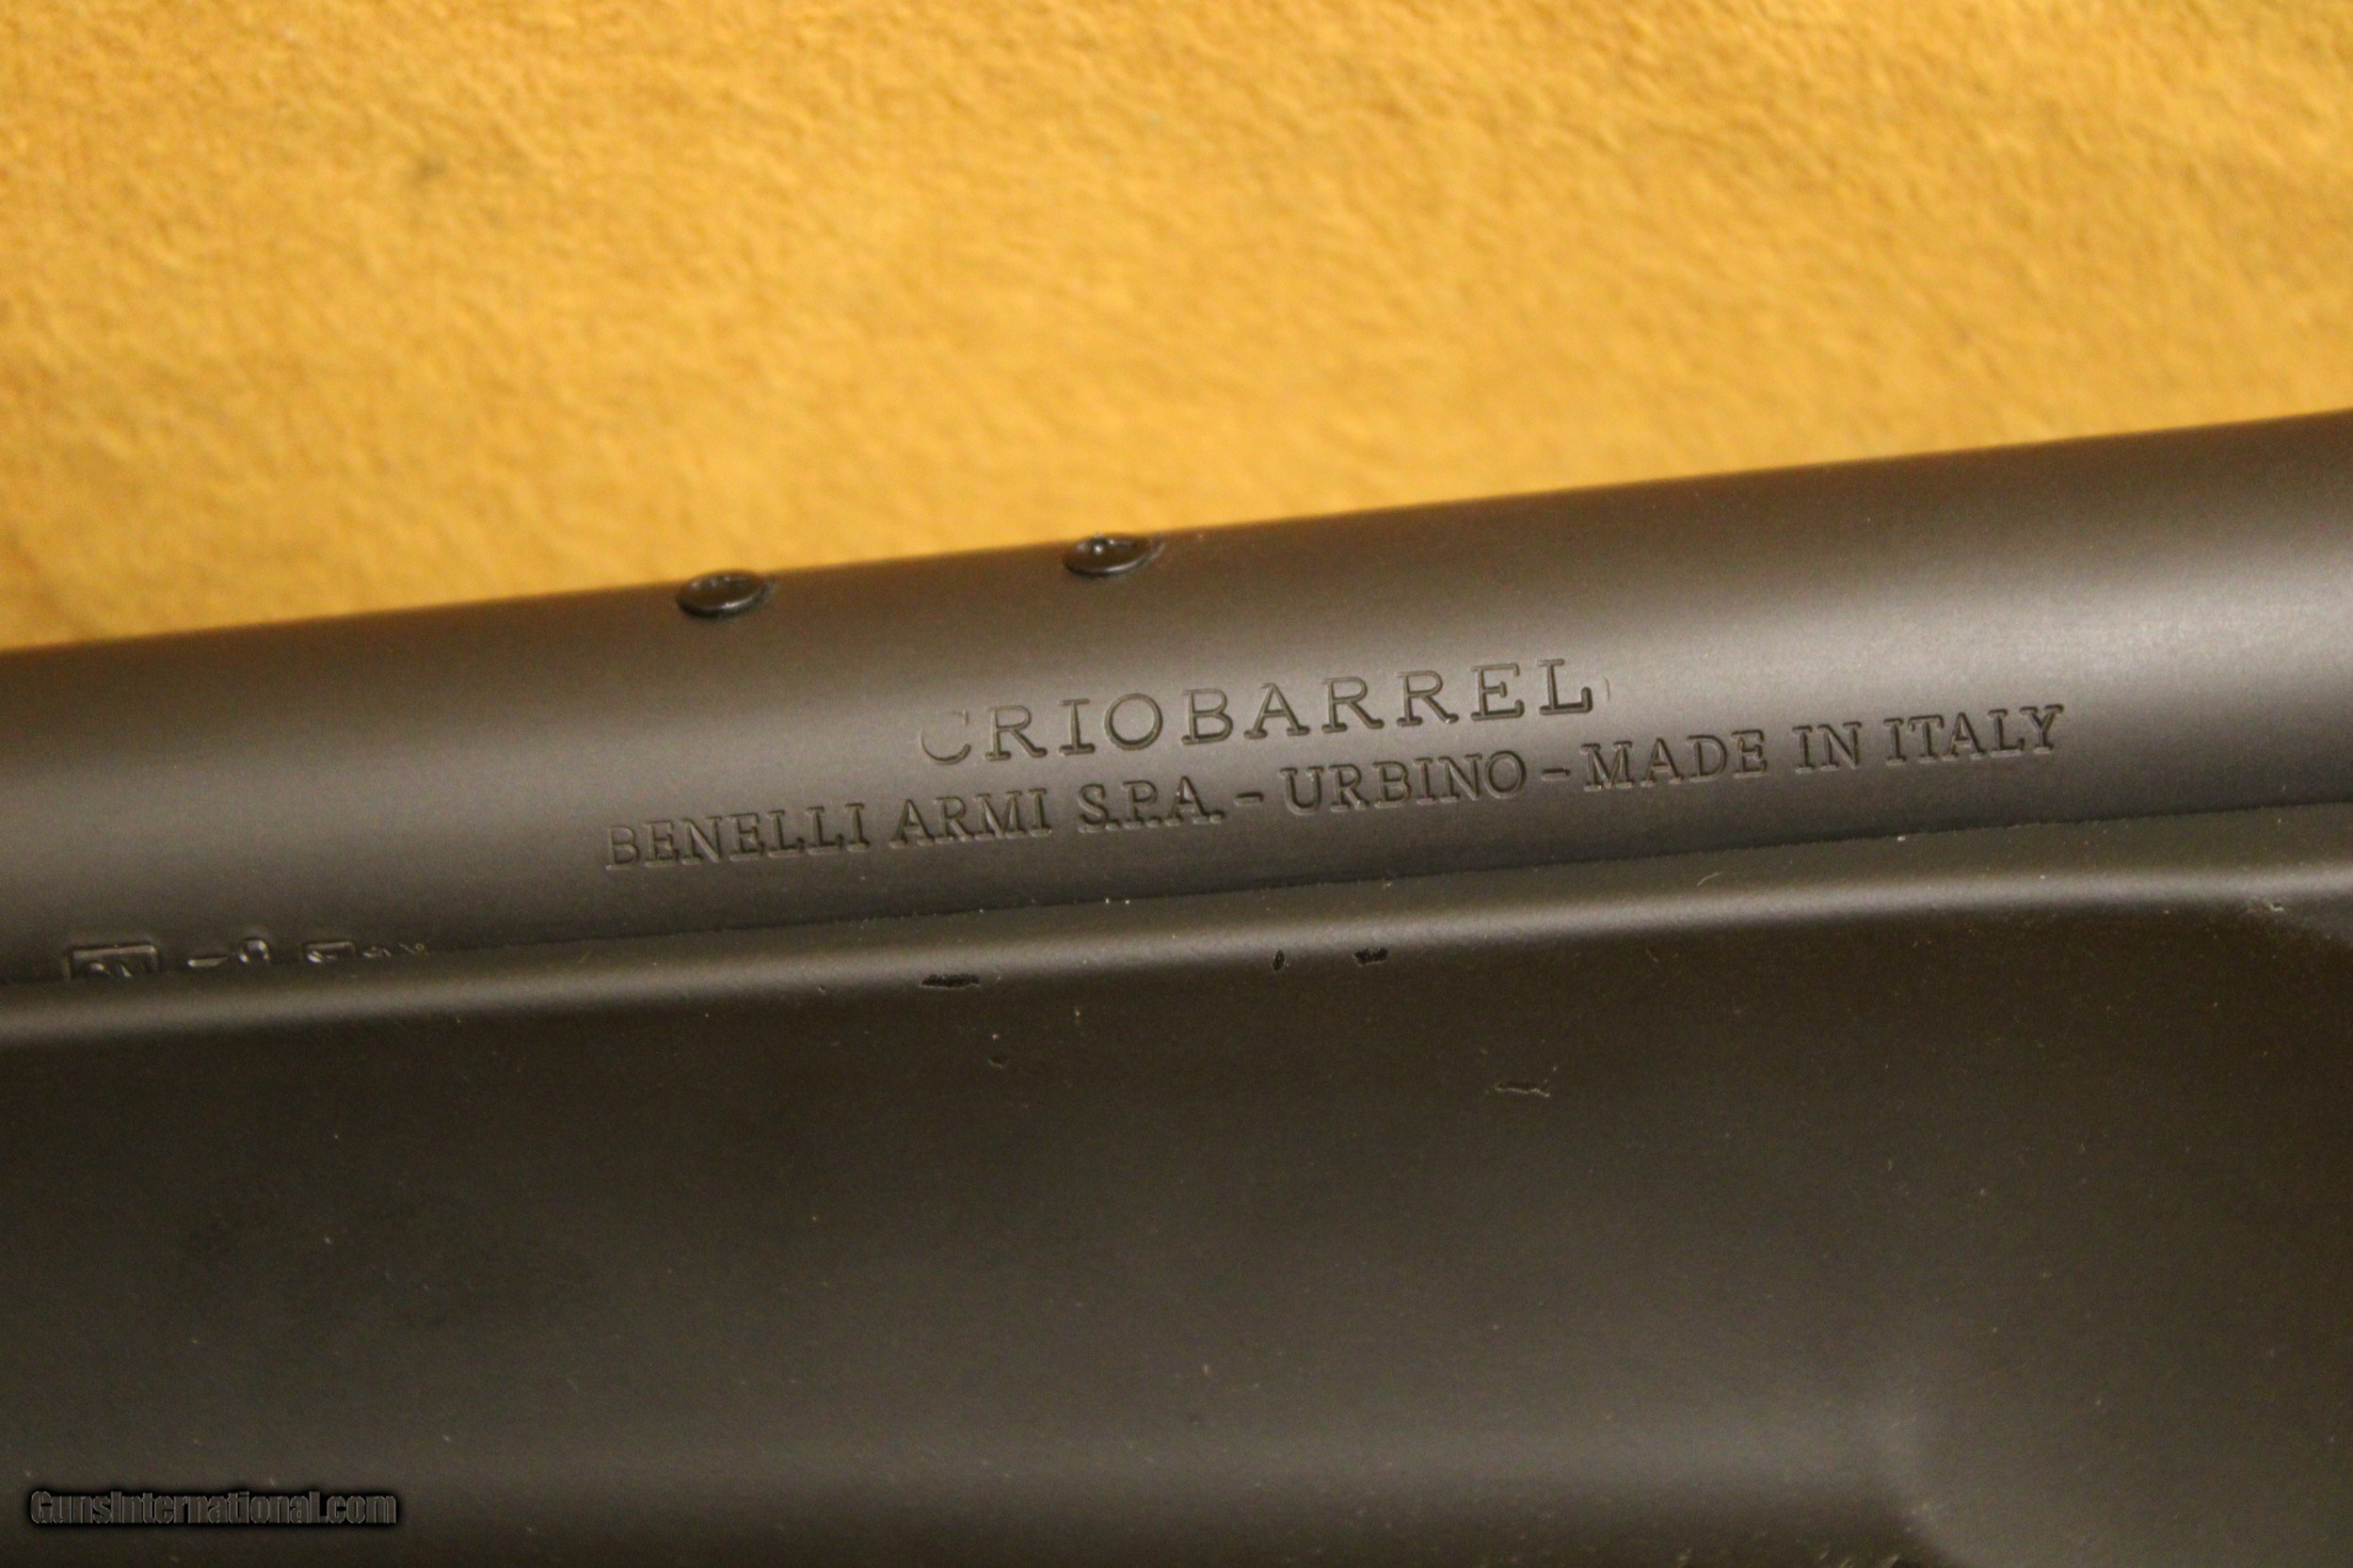 CRIOBARREL
BENELLI ARMI S.P.A. - URBINO - MADE IN ITALY
GunsInternational.com